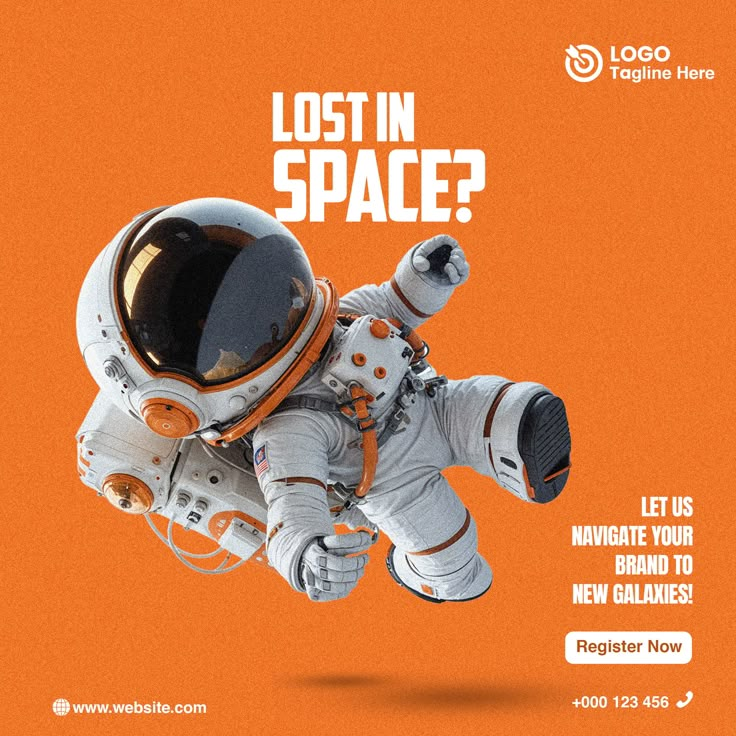 LOGO
Tagline Here
LOST IN
SPACE?
LET US
NAVIGATE YOUR
BRAND TO
NEW GALAXIES!
Register Now
www.website.com
+000 123 456